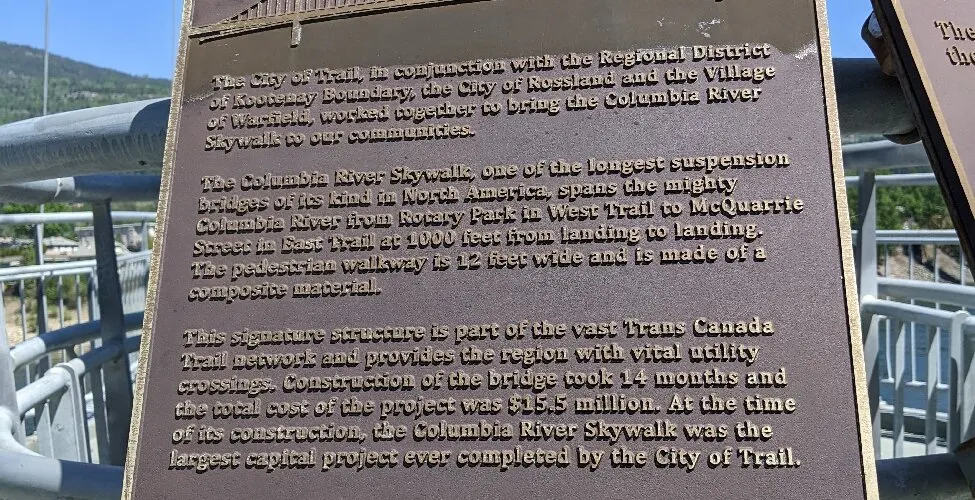 The City of Trail, in conjunction with the Regional District
of Kootenay Boundary, the City of Rossland and the Village
of Warfield, worked together to bring the Columbia River
Skywalk to our communities.
The Columbia River Skywalk, one of the longest suspension
bridges of its kind in North America, spans the mighty
Columbia River from Rotary Park in West Trail to McQuarrie
Street in East Trail at 1000 feet from landing to landing.
The pedestrian walkway is 12 feet wide and is made of a
composite material.
This signature structure is part of the vast Trans Canada
Trail network and provides the region with vital utility
crossings. Construction of the bridge took 14 months and
the total cost of the project was $15.5 million. At the time
of its construction, the Columbia River Skywalk was the
largest capital project ever completed by the City of Trail.
The
the